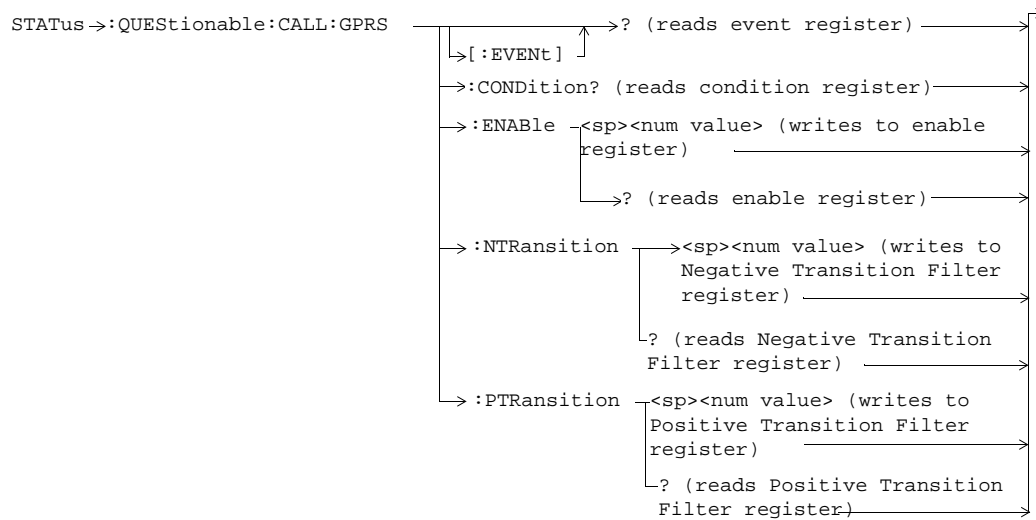 STATus :QUEStionable:CALL:GPRS ? (reads event register)
[:EVENt]
:CONDition? (reads condition register)
:ENABle <sp><num value> (writes to enable
register)
? (reads enable register)
:NTRansition <sp><num value> (writes to
Negative Transition Filter
register)
? (reads Negative Transition
Filter register)
:PTRansition <sp><num value> (writes to
Positive Transition Filter
register)
? (reads Positive Transition
Filter register)